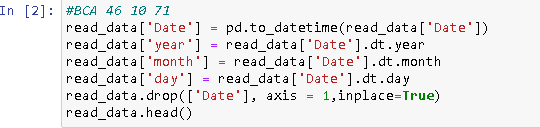 In [2]: #BCA 46 10 71
read_data['Date'] = pd.to_datetime(read_data['Date'])
read_data['year'] = read_data['Date'].dt.year
read_data['month'] = read_data['Date'].dt.month
read_data['day'] = read_data['Date'].dt.day
read_data.drop(['Date'], axis = 1,inplace=True)
read_data.head()